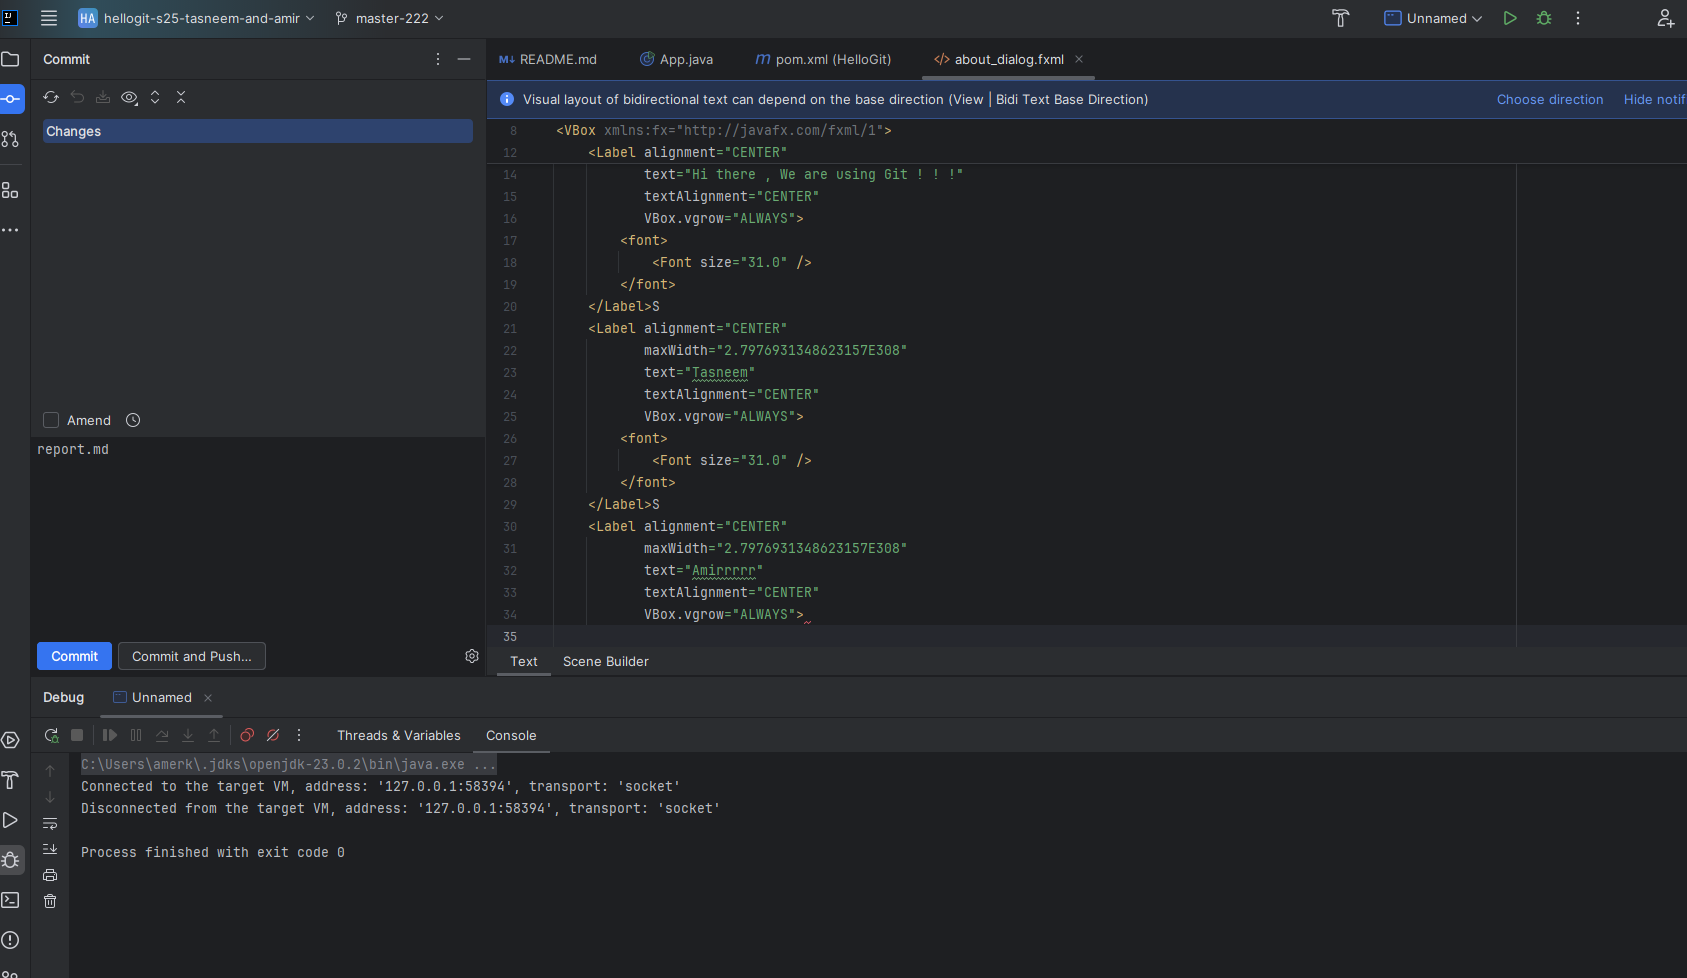 HA hellogit-s25-tasneem-and-amir master-222 Unnamed
Commit
README.md App.java pom.xml (HelloGit) about_dialog.fxml
Visual layout of bidirectional text can depend on the base direction (View | Bidi Text Base Direction) Choose direction Hide notif
Changes
8 <VBox xmlns:fx="http://javafx.com/fxml/1">
12 <Label alignment="CENTER"
14 text="Hi there , We are using Git ! ! !"
15 textAlignment="CENTER"
16 VBox.vgrow="ALWAYS">
17 <font>
18 <Font size="31.0" />
19 </font>
20 </Label>S
21 <Label alignment="CENTER"
22 maxWidth="2.7976931348623157E308"
23 text="Tasneem"
24 textAlignment="CENTER"
25 VBox.vgrow="ALWAYS">
26 <font>
27 <Font size="31.0" />
28 </font>
29 </Label>S
30 <Label alignment="CENTER"
31 maxWidth="2.7976931348623157E308"
32 text="Amirrrrr"
33 textAlignment="CENTER"
34 VBox.vgrow="ALWAYS">
35
Amend
report.md
Commit Commit and Push...
Text Scene Builder
Debug Unnamed
Threads & Variables Console
C:\Users\amerk\.jdks\openjdk-23.0.2\bin\java.exe ...
Connected to the target VM, address: '127.0.0.1:58394', transport: 'socket'
Disconnected from the target VM, address: '127.0.0.1:58394', transport: 'socket'
Process finished with exit code 0